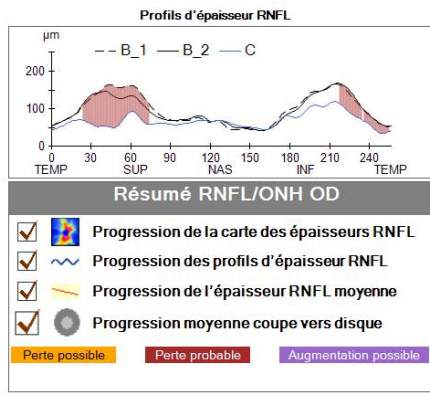 Profils d'épaisseur RNFL
µm
B_1 B_2 C
200
100
0
0 30 60 90 120 150 180 210 240
TEMP SUP NAS INF TEMP
Résumé RNFL/ONH OD
Progression de la carte des épaisseurs RNFL
Progression des profils d'épaisseur RNFL
Progression de l'épaisseur RNFL moyenne
Progression moyenne coupe vers disque
Perte possible Perte probable Augmentation possible